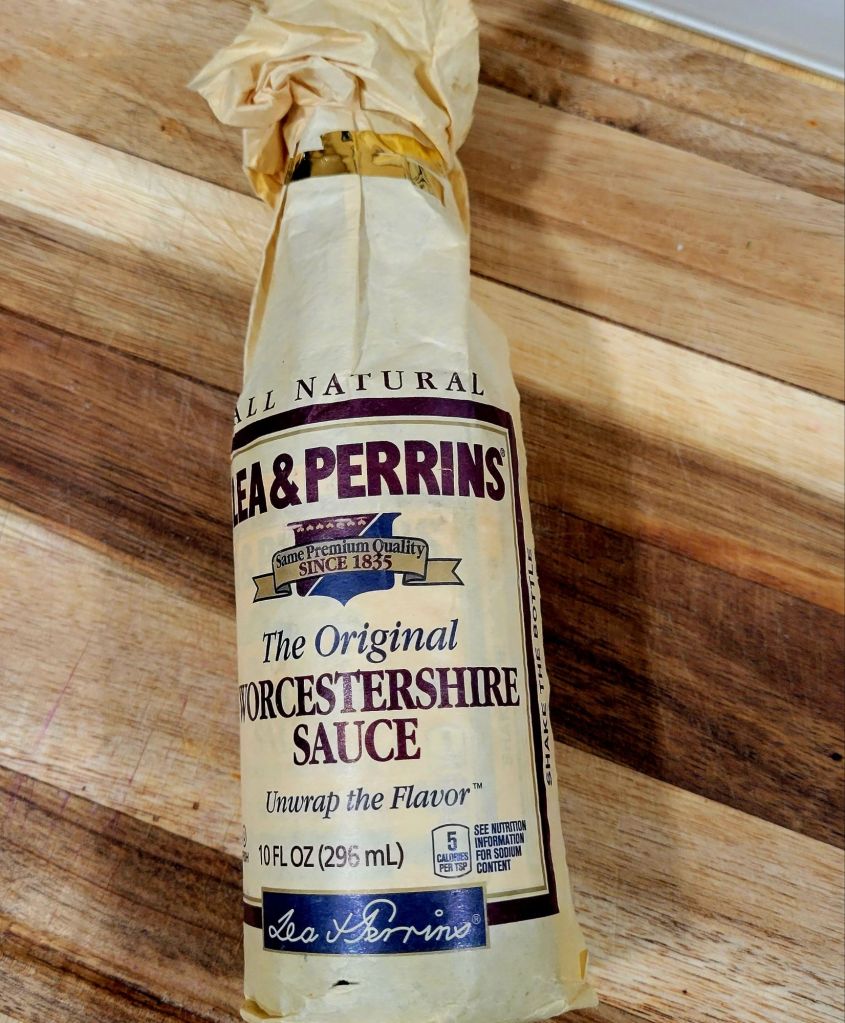 ALL NATURAL
LEA & PERRINS®
Same Premium Quality
SINCE 1835
The Original
WORCESTERSHIRE
SAUCE
Unwrap the Flavor™
10 FL OZ (296 mL)
5
CALORIES
PER TSP
SEE NUTRITION
INFORMATION
FOR SODIUM
CONTENT
Lea & Perrins®
SHAKE THE BOTTLE